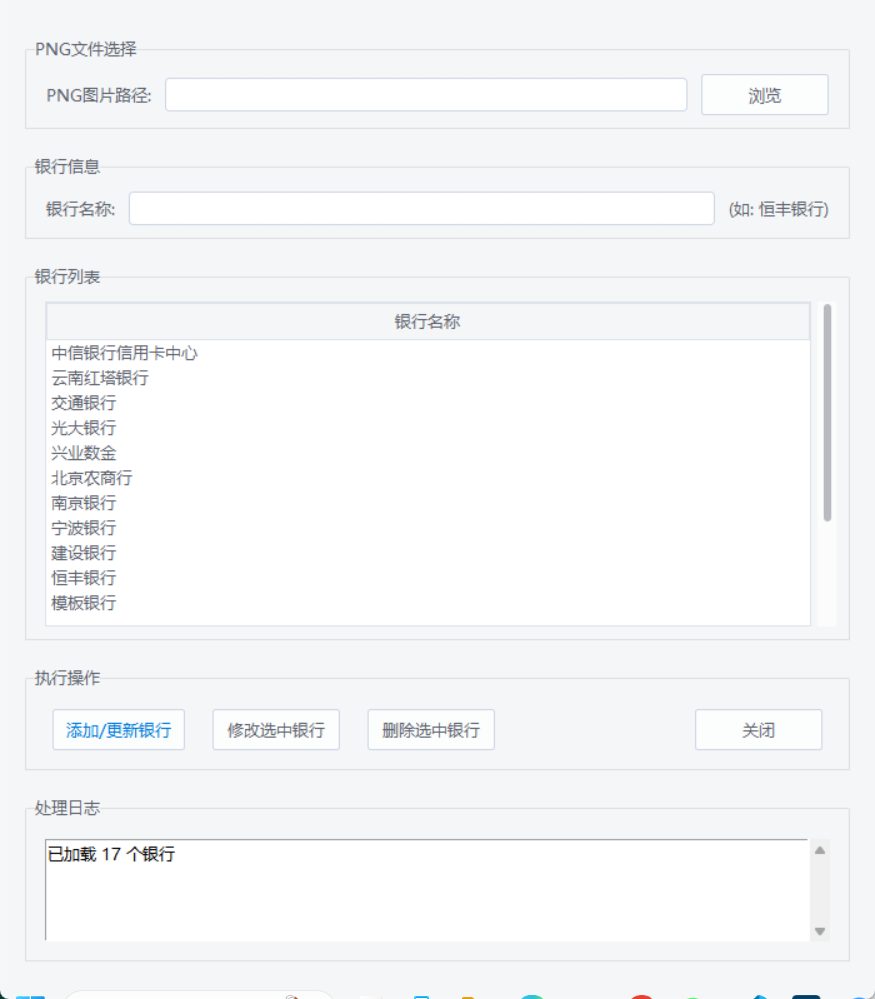 PNG文件选择
PNG图片路径: 浏览
银行信息
银行名称: (如: 恒丰银行)
银行列表
银行名称
中信银行信用卡中心
云南红塔银行
交通银行
光大银行
兴业数金
北京农商行
南京银行
宁波银行
建设银行
恒丰银行
模板银行
执行操作
添加/更新银行 修改选中银行 删除选中银行 关闭
处理日志
已加载 17 个银行